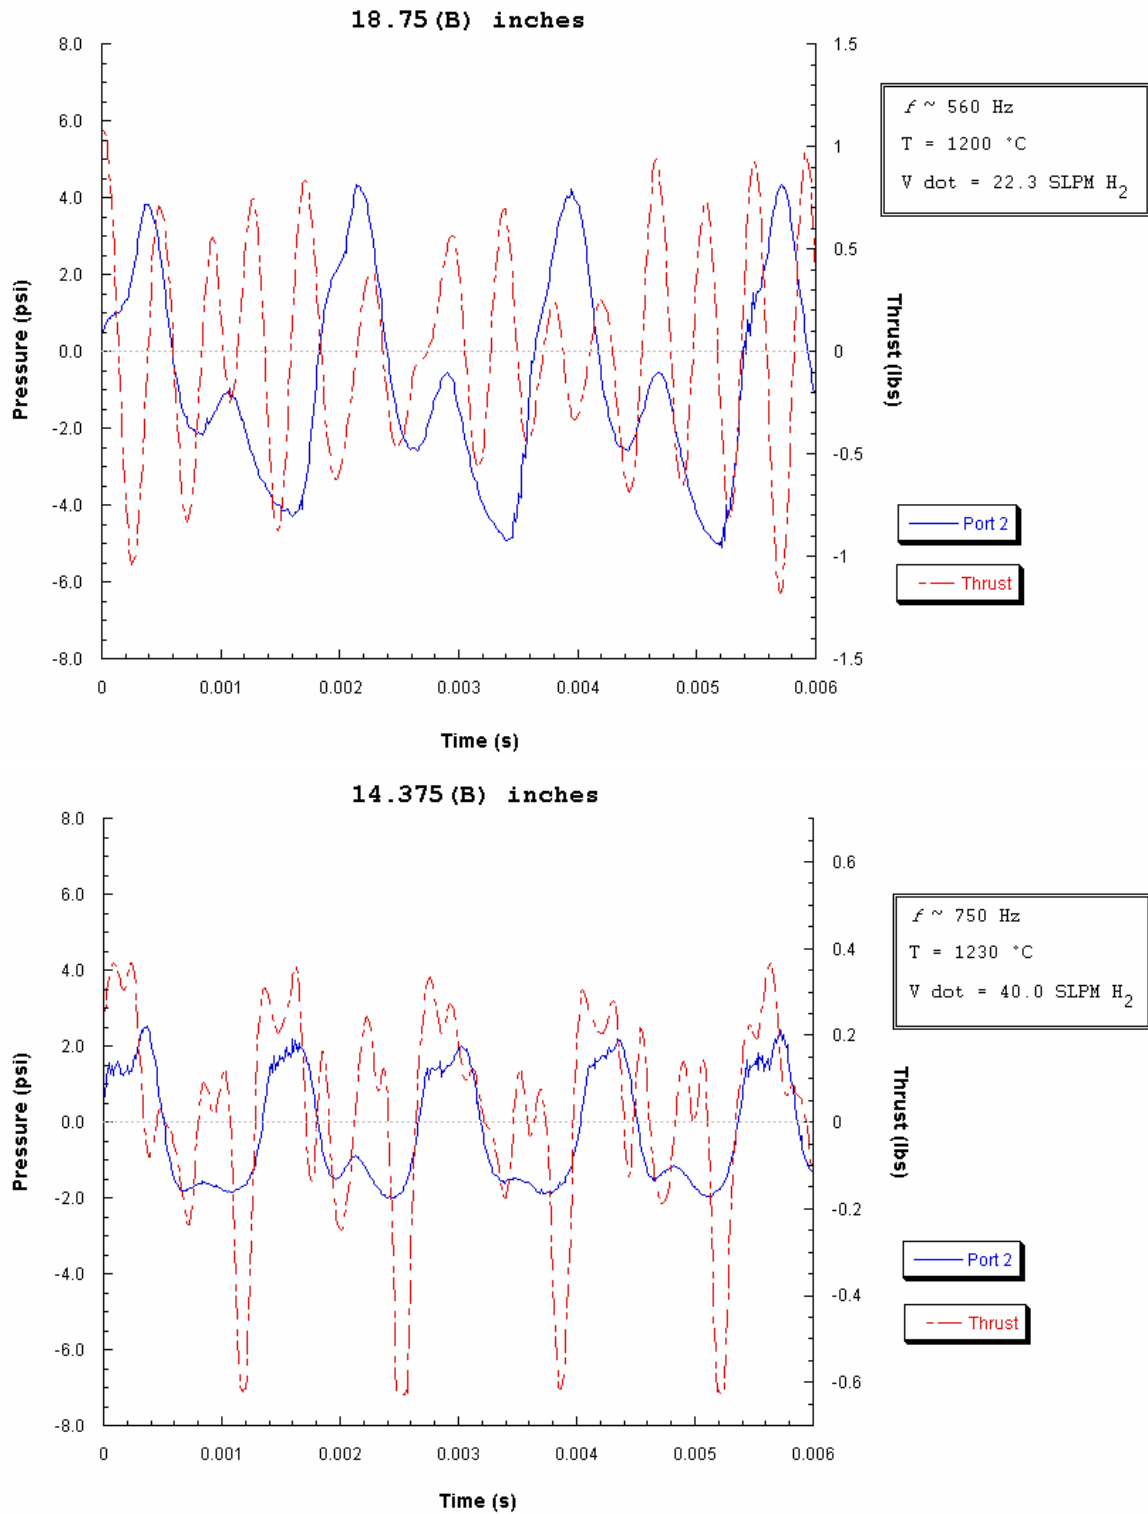 18.75(B) inches
8.0
6.0
4.0
2.0
0.0
-2.0
-4.0
-6.0
-8.0
Pressure (psi)
1.5
1
0.5
0
-0.5
-1
-1.5
Thrust (lbs)
0 0.001 0.002 0.003 0.004 0.005 0.006
Time (s)
f ~ 560 Hz
T = 1200 °C
V dot = 22.3 SLPM H2
Port 2
Thrust
14.375(B) inches
8.0
6.0
4.0
2.0
0.0
-2.0
-4.0
-6.0
-8.0
Pressure (psi)
0.6
0.4
0.2
0
-0.2
-0.4
-0.6
Thrust (lbs)
0 0.001 0.002 0.003 0.004 0.005 0.006
Time (s)
f ~ 750 Hz
T = 1230 °C
V dot = 40.0 SLPM H2
Port 2
Thrust